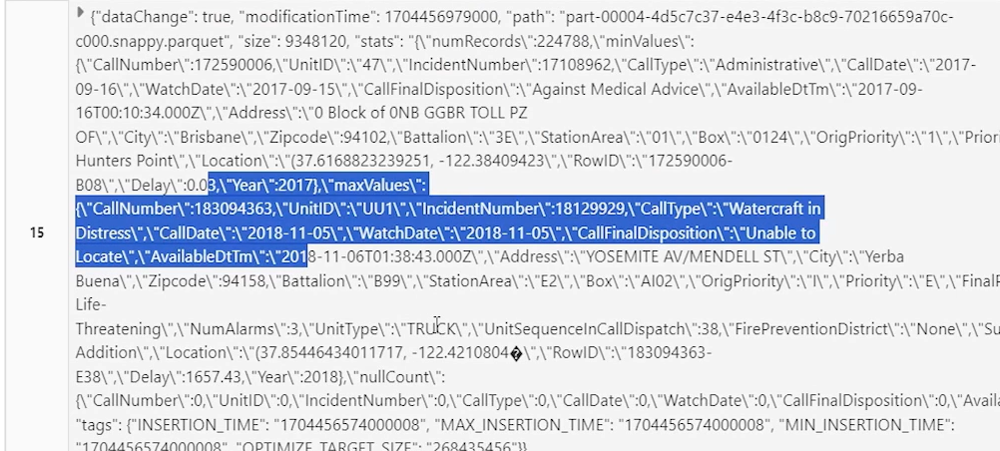 {"dataChange": true, "modificationTime": 1704456979000, "path": "part-00004-4d5c7c37-e4e3-4f3c-b8c9-70216659a70c-
c000.snappy.parquet", "size": 9348120, "stats": "{\"numRecords\":224788,\"minValues\":
{\"CallNumber\":172590006,\"UnitID\":\"47\",\"IncidentNumber\":17108962,\"CallType\":\"Administrative\",\"CallDate\":\"2017-
09-16\",\"WatchDate\":\"2017-09-15\",\"CallFinalDisposition\":\"Against Medical Advice\",\"AvailableDtTm\":\"2017-09-
16T00:10:34.000Z\",\"Address\":\"0 Block of 0NB GGBR TOLL PZ
OF\",\"City\":\"Brisbane\",\"Zipcode\":94102,\"Battalion\":\"3E\",\"StationArea\":\"01\",\"Box\":\"0124\",\"OrigPriority\":\"1\",\"Priori
Hunters Point\",\"Location\":\"(37.6168823239251, -122.38409423\",\"RowID\":\"172590006-
B08\",\"Delay\":0.03,\"Year\":2017},\"maxValues\":
{\"CallNumber\":183094363,\"UnitID\":\"UU1\",\"IncidentNumber\":18129929,\"CallType\":\"Watercraft in
15 Distress\",\"CallDate\":\"2018-11-05\",\"WatchDate\":\"2018-11-05\",\"CallFinalDisposition\":\"Unable to
Locate\",\"AvailableDtTm\":\"2018-11-06T01:38:43.000Z\",\"Address\":\"YOSEMITE AV/MENDELL ST\",\"City\":\"Yerba
Buena\",\"Zipcode\":94158,\"Battalion\":\"B99\",\"StationArea\":\"E2\",\"Box\":\"AI02\",\"OrigPriority\":\"I\",\"Priority\":\"E\",\"FinalP
Life-
Threatening\",\"NumAlarms\":3,\"UnitType\":\"TRUCK\",\"UnitSequenceInCallDispatch\":38,\"FirePreventionDistrict\":\"None\",\"Su
Addition\",\"Location\":\"(37.85446434011717, -122.4210804�\",\"RowID\":\"183094363-
E38\",\"Delay\":1657.43,\"Year\":2018},\"nullCount\":
{\"CallNumber\":0,\"UnitID\":0,\"IncidentNumber\":0,\"CallType\":0,\"CallDate\":0,\"WatchDate\":0,\"CallFinalDisposition\":0,\"Availa
"tags": {"INSERTION_TIME": "1704456574000008", "MAX_INSERTION_TIME": "1704456574000008", "MIN_INSERTION_TIME":
"1704456574000008", "OPTIMIZE_TARGET_SIZE": "268435456"}}